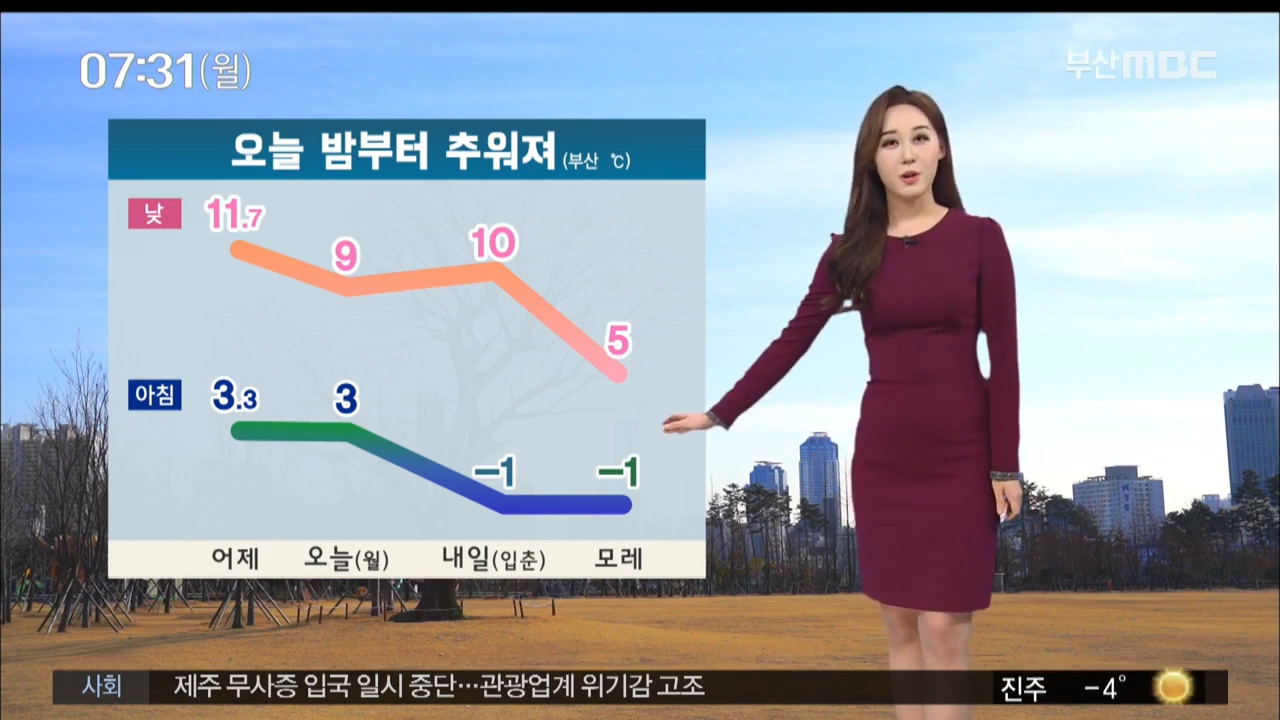 07:31(월)
부산MBC
오늘 밤부터 추워져 (부산 ℃)
낮 11.7 9 10 5
아침 3.3 3 -1 -1
어제 오늘(월) 내일(입춘) 모레
사회 제주 무사증 입국 일시 중단…관광업계 위기감 고조 진주 -4°